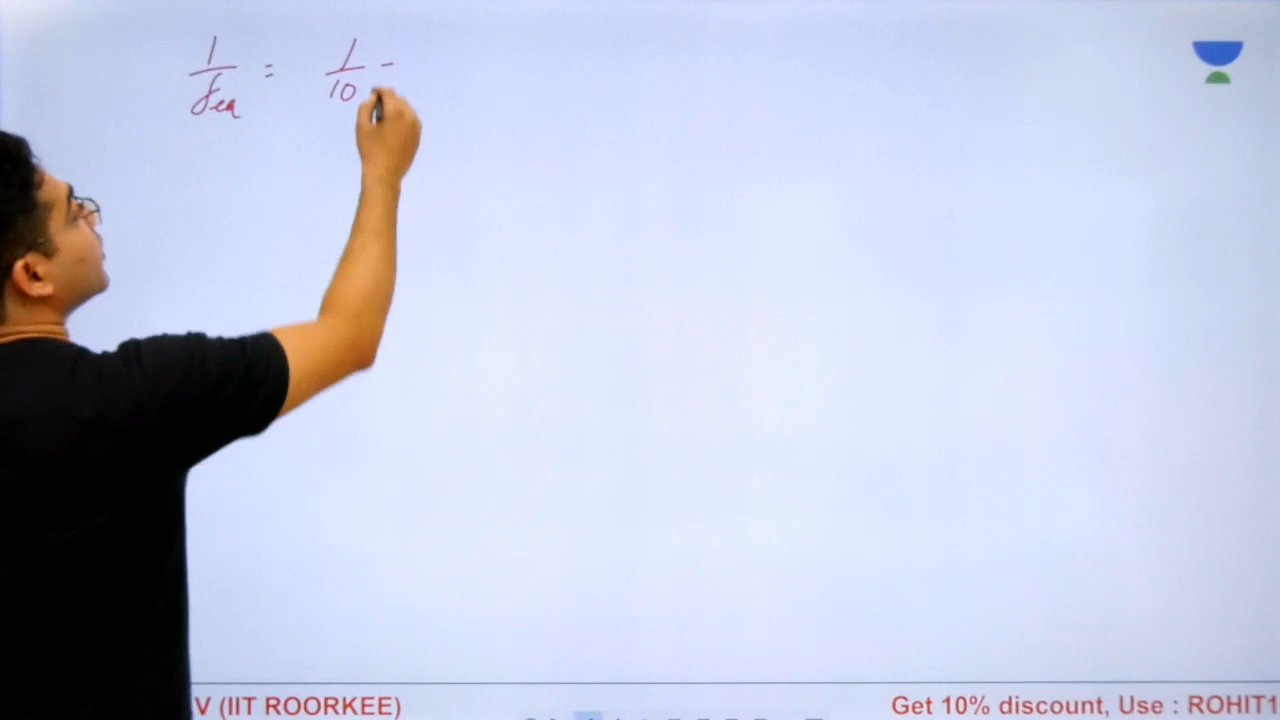 1/feq = 1/10 -
V (IIT ROORKEE)
Get 10% discount, Use : ROHIT1